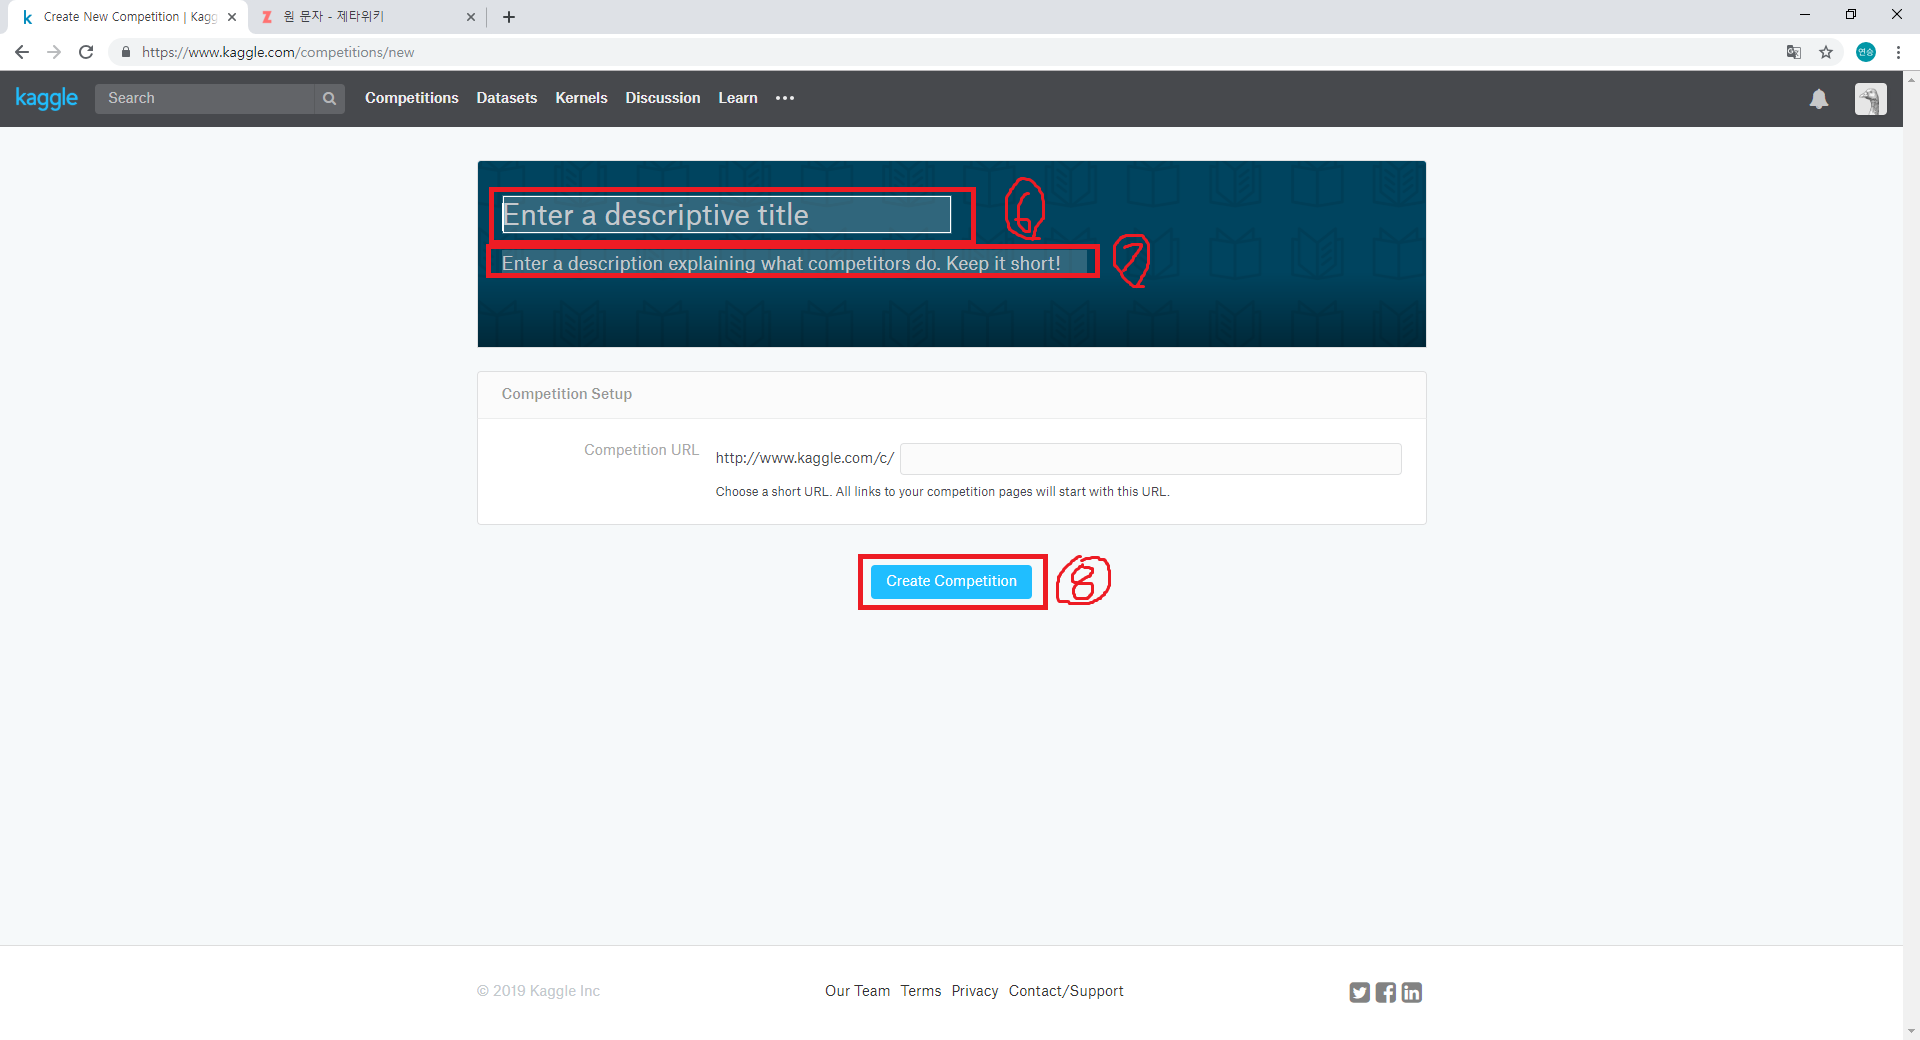 Create New Competition | Kagg
원 문자 - 제타위키
https://www.kaggle.com/competitions/new
연승
kaggle
Search
Competitions
Datasets
Kernels
Discussion
Learn
Enter a descriptive title
6
Enter a description explaining what competitors do. Keep it short!
7
Competition Setup
Competition URL
http://www.kaggle.com/c/
Choose a short URL. All links to your competition pages will start with this URL.
Create Competition
8
© 2019 Kaggle Inc
Our Team
Terms
Privacy
Contact/Support